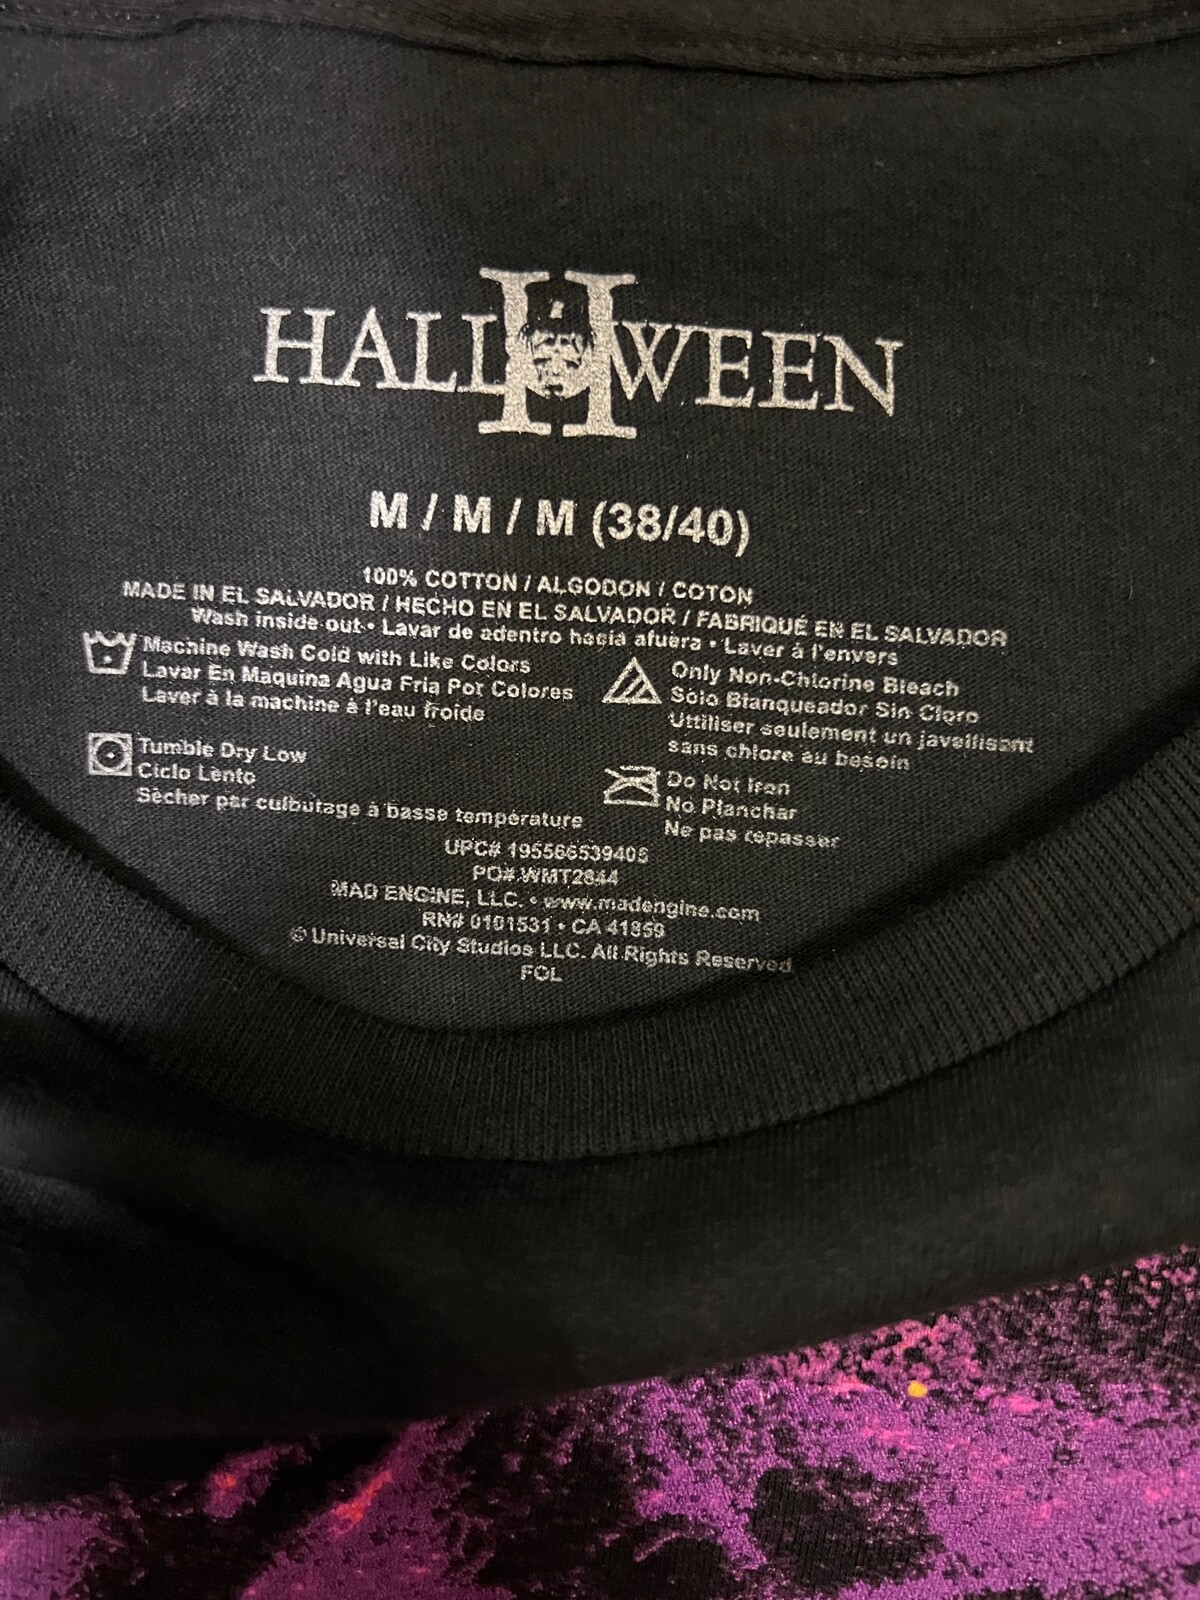 HALLOWEEN
H
M / M / M (38/40)
100% COTTON / ALGODON / COTON
MADE IN EL SALVADOR / HECHO EN EL SALVADOR / FABRIQUÉ EN EL SALVADOR
Wash inside out • Lavar de adentro hacia afuera • Laver à l'envers
Machine Wash Cold with Like Colors
Lavar En Maquina Agua Fria Por Colores
Laver à la machine à l'eau froide
Only Non-Chlorine Bleach
Solo Blanqueador Sin Cloro
Uttiliser seulement un javellisant
sans chlore au besoin
Tumble Dry Low
Ciclo Lento
Sècher par culbutage à basse température
Do Not Iron
No Planchar
Ne pas repasser
UPC# 195566539405
PO# WMT2844
MAD ENGINE, LLC. • www.madengine.com
RN# 0101531 • CA 41859
© Universal City Studios LLC. All Rights Reserved
FOL